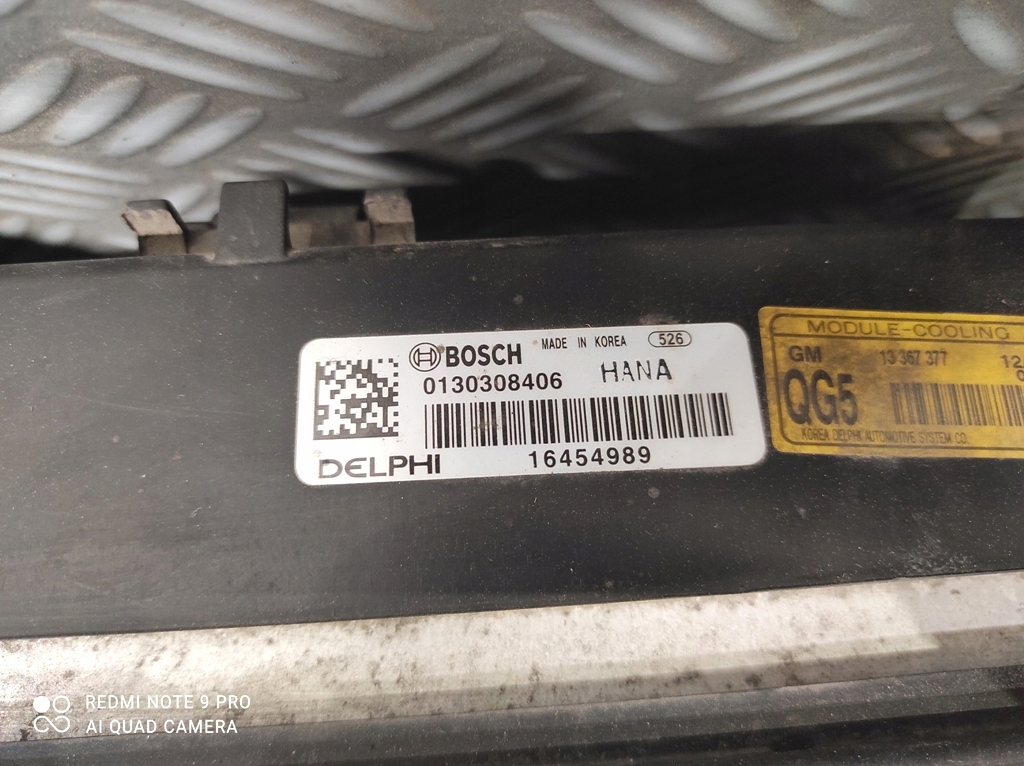 BOSCH MADE IN KOREA 526
0130308406 HANA
DELPHI 16454989
MODULE-COOLING
GM 13 367 377 12.
QG5
KOREA DELPHI AUTOMOTIVE SYSTEM CO.
REDMI NOTE 9 PRO
AI QUAD CAMERA